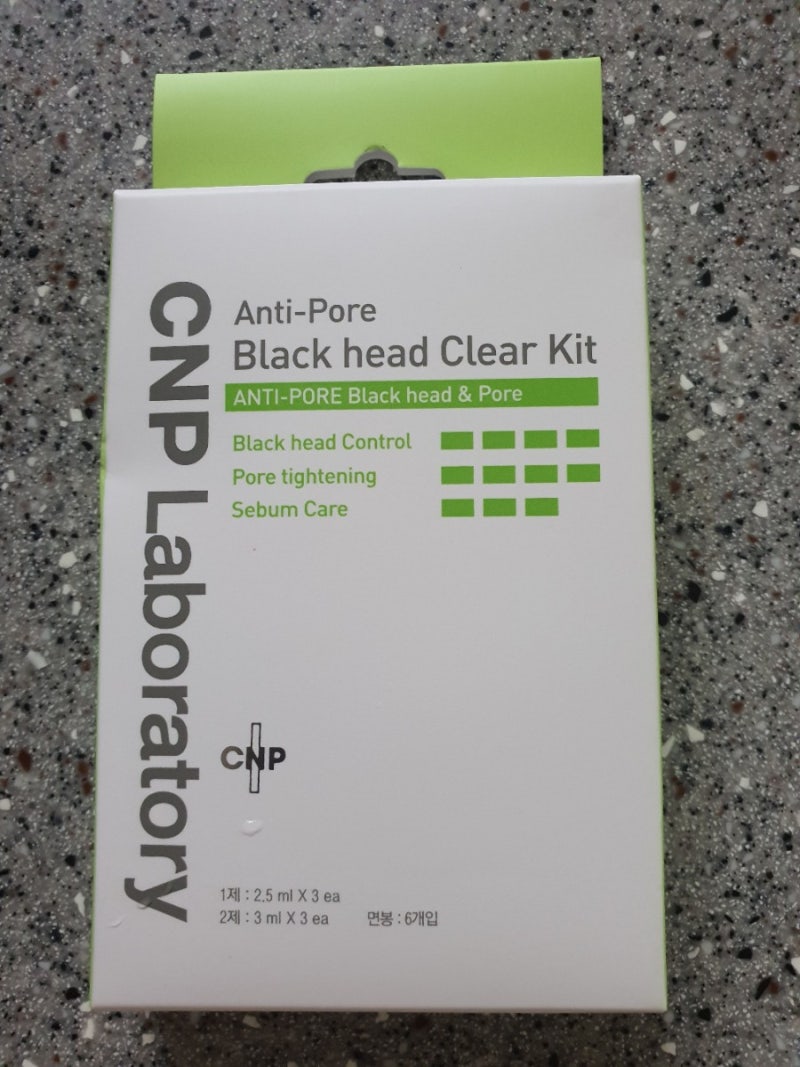 CNP Laboratory
Anti-Pore
Black head Clear Kit
ANTI-PORE Black head & Pore
Black head Control
Pore tightening
Sebum Care
CNP
1제 : 2.5 ml X 3 ea
2제 : 3 ml X 3 ea 면봉 : 6개입